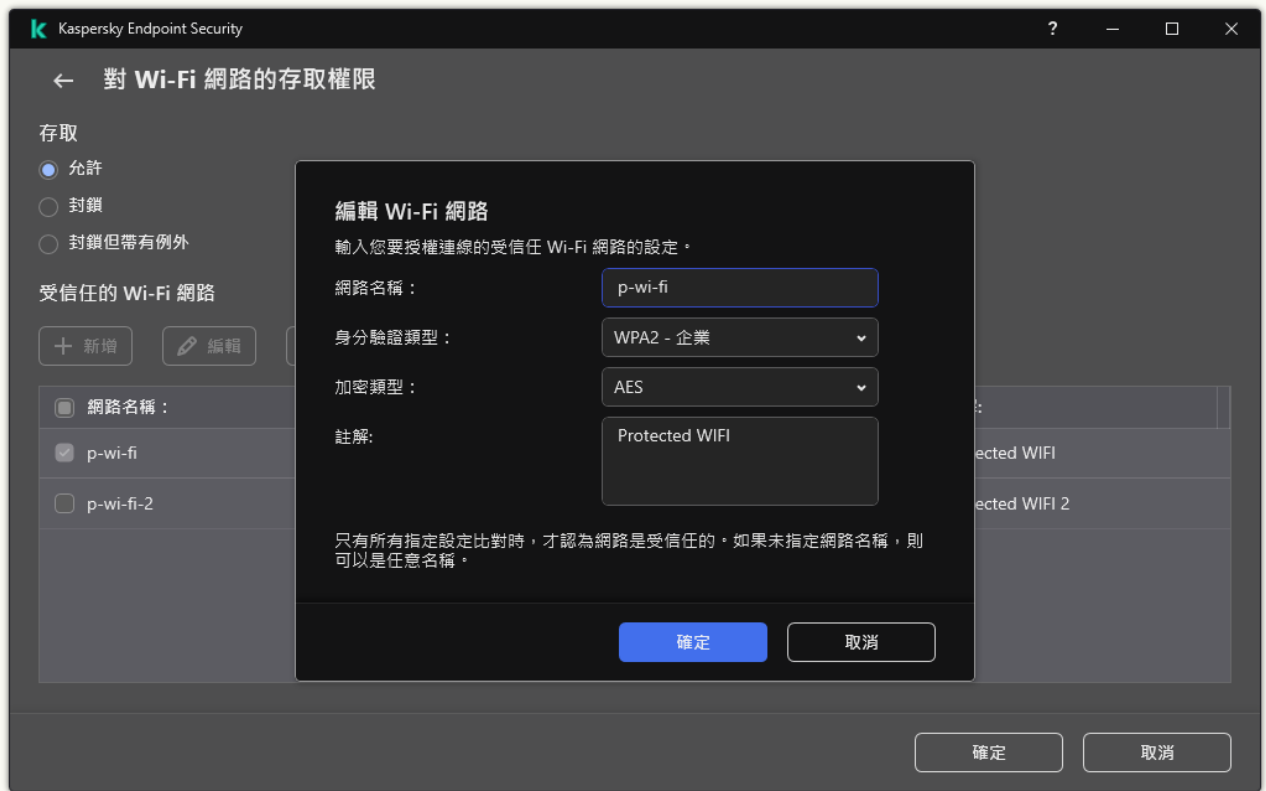 Kaspersky Endpoint Security
對 Wi-Fi 網路的存取權限
存取
允許
封鎖
封鎖但帶有例外
受信任的 Wi-Fi 網路
新增
編輯
網路名稱：
p-wi-fi
ected WIFI
p-wi-fi-2
ected WIFI 2
編輯 Wi-Fi 網路
輸入您要授權連線的受信任 Wi-Fi 網路的設定。
網路名稱：
p-wi-fi
身分驗證類型：
WPA2 - 企業
加密類型：
AES
註解:
Protected WIFI
只有所有指定設定比對時，才認為網路是受信任的。如果未指定網路名稱，則
可以是任意名稱。
確定
取消
確定
取消